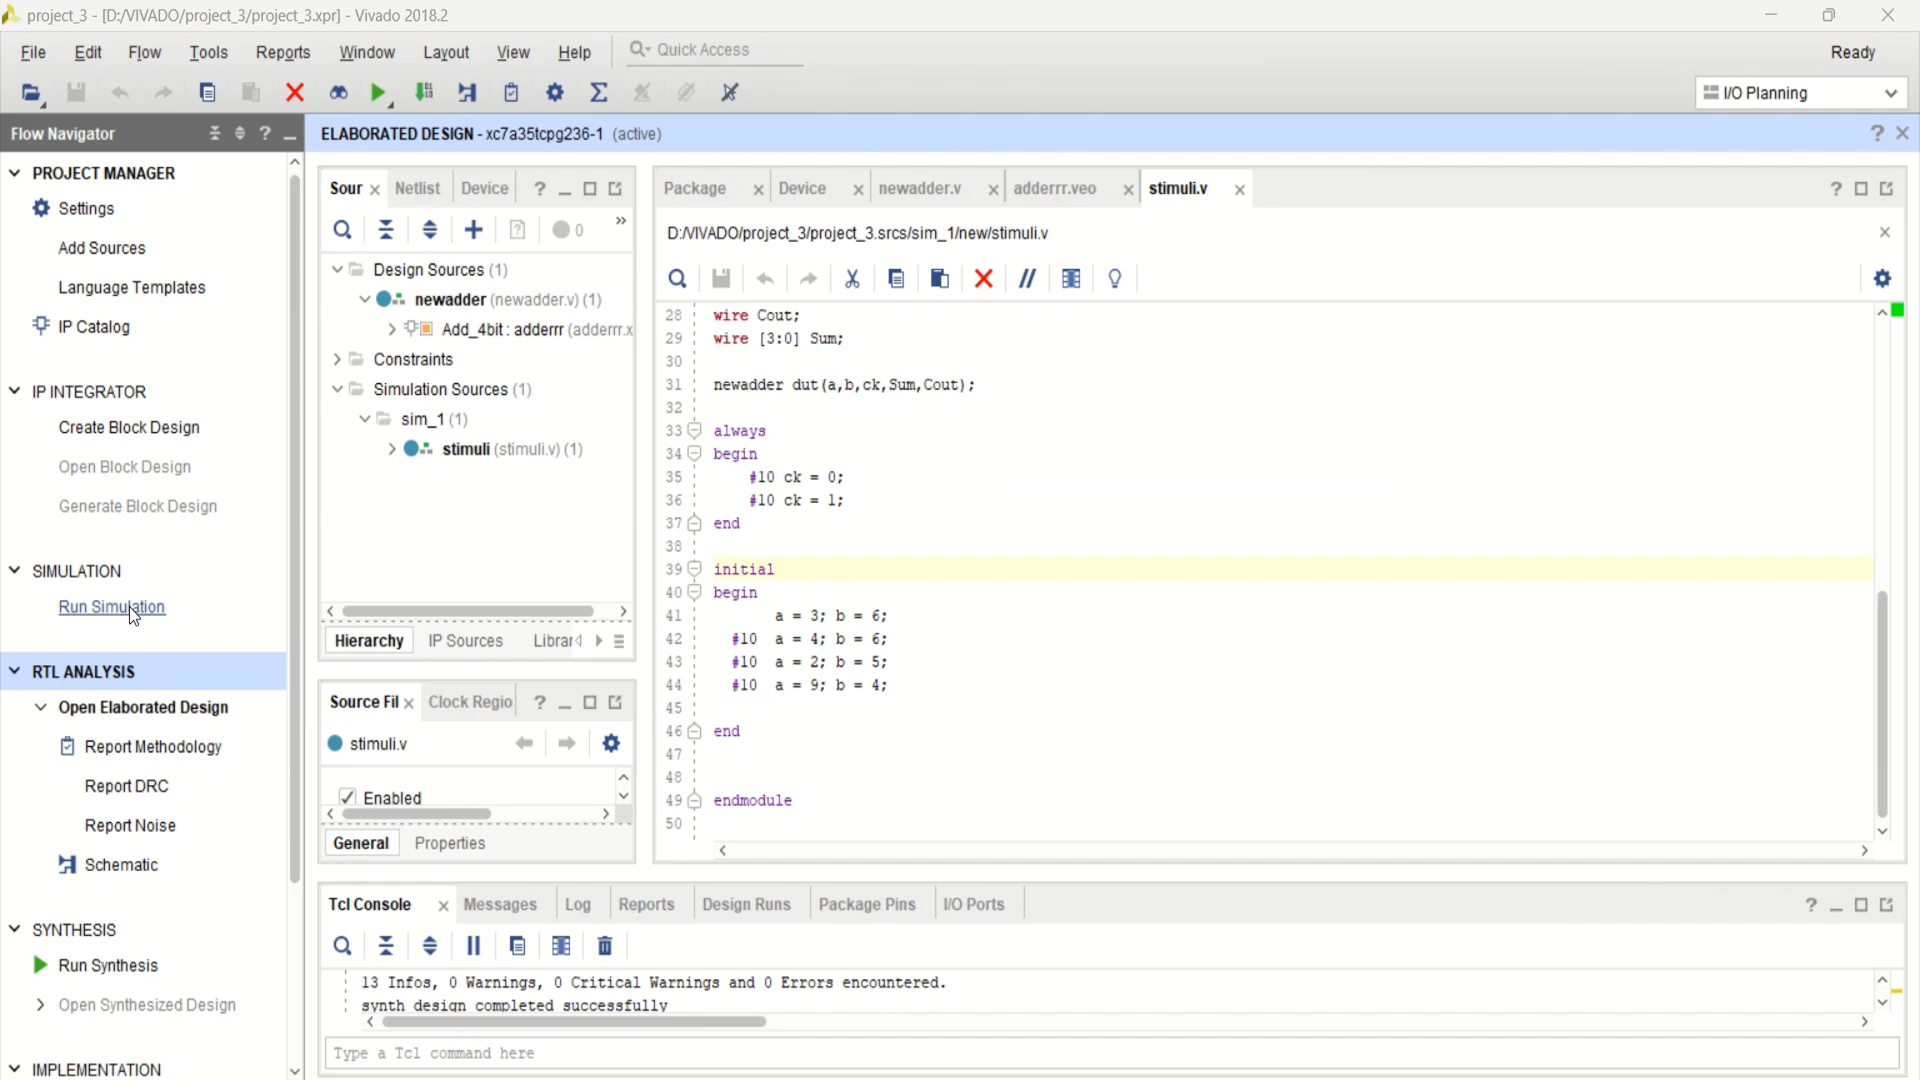 project_3 - [D:/VIVADO/project_3/project_3.xpr] - Vivado 2018.2
File Edit Flow Tools Reports Window Layout View Help Quick Access Ready
I/O Planning
Flow Navigator
ELABORATED DESIGN - xc7a35tcpg236-1 (active)
PROJECT MANAGER
Settings
Add Sources
Language Templates
IP Catalog
IP INTEGRATOR
Create Block Design
Open Block Design
Generate Block Design
SIMULATION
Run Simulation
RTL ANALYSIS
Open Elaborated Design
Report Methodology
Report DRC
Report Noise
Schematic
SYNTHESIS
Run Synthesis
Open Synthesized Design
IMPLEMENTATION
Sour Netlist Device
0
Design Sources (1)
newadder (newadder.v) (1)
Add_4bit : adderrr (adderrr.x
Constraints
Simulation Sources (1)
sim_1 (1)
stimuli (stimuli.v) (1)
Hierarchy IP Sources Librar
Source Fil Clock Regio
stimuli.v
Enabled
General Properties
Package Device newadder.v adderrr.veo stimuli.v
D:/VIVADO/project_3/project_3.srcs/sim_1/new/stimuli.v
28 wire Cout;
29 wire [3:0] Sum;
30
31 newadder dut(a,b,ck,Sum,Cout);
32
33 always
34 begin
35 #10 ck = 0;
36 #10 ck = 1;
37 end
38
39 initial
40 begin
41 a = 3; b = 6;
42 #10 a = 4; b = 6;
43 #10 a = 2; b = 5;
44 #10 a = 9; b = 4;
45
46 end
47
48
49 endmodule
50
Tcl Console Messages Log Reports Design Runs Package Pins I/O Ports
13 Infos, 0 Warnings, 0 Critical Warnings and 0 Errors encountered.
synth design completed successfully
Type a Tcl command here